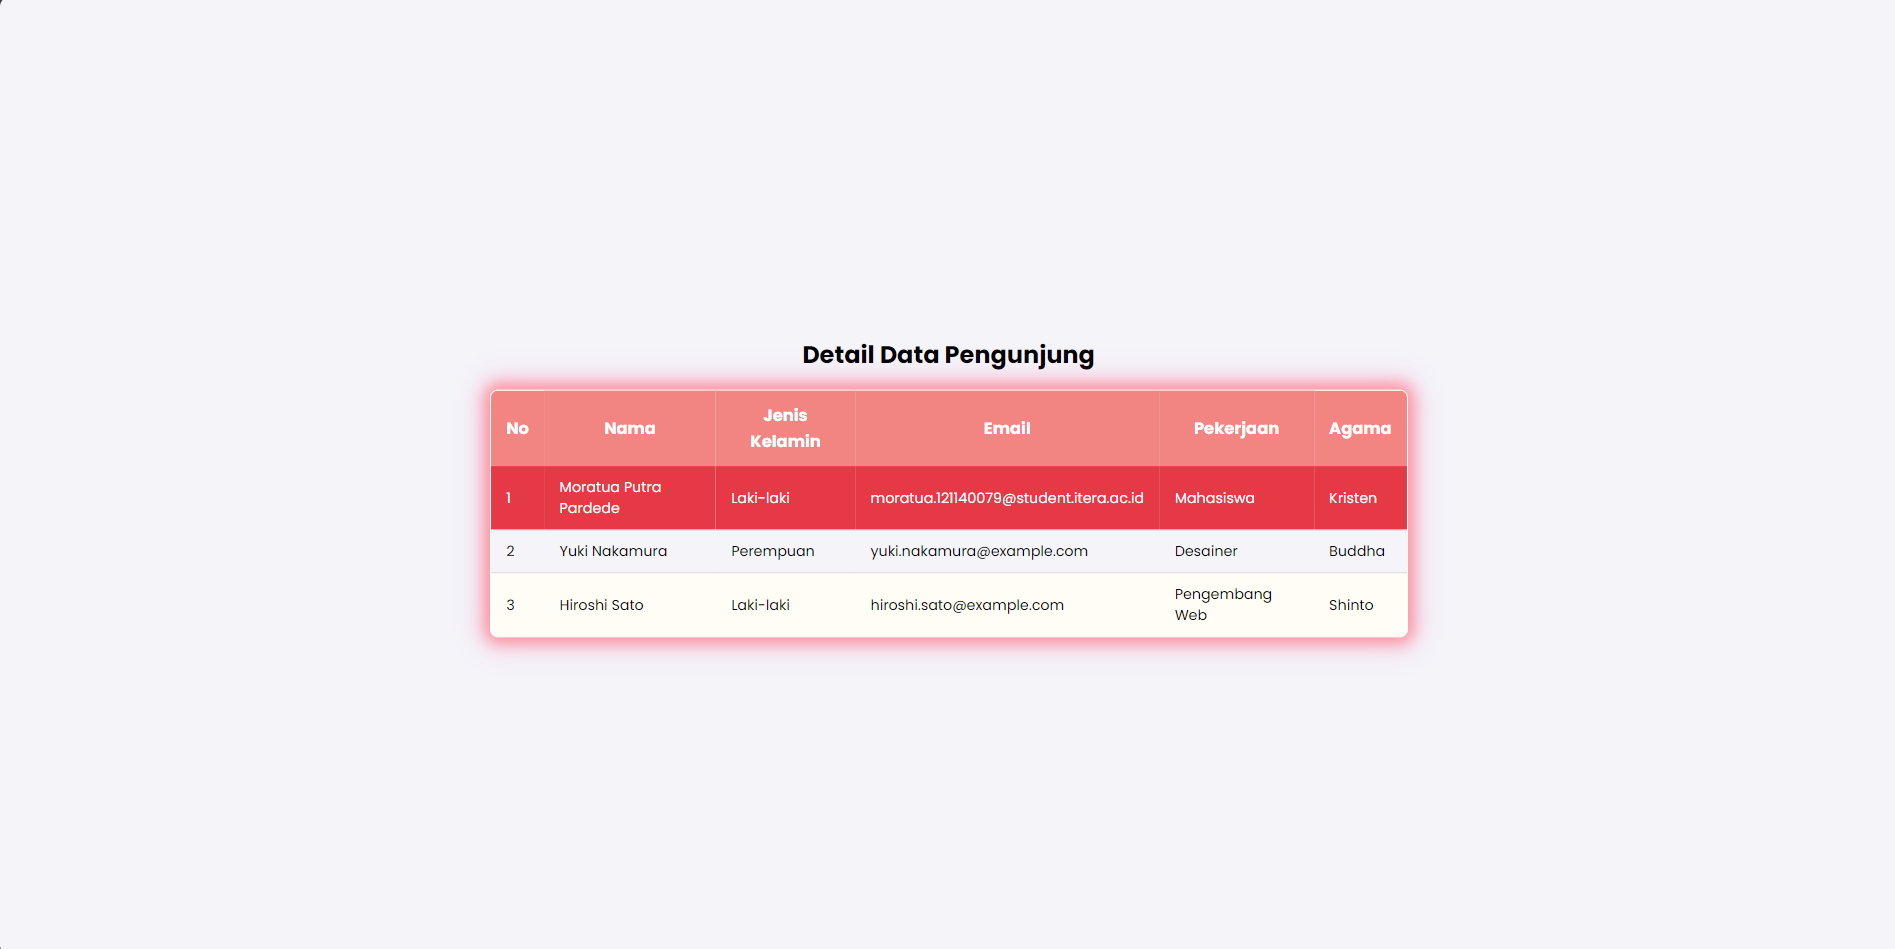 Detail Data Pengunjung
No Nama Jenis Kelamin Email Pekerjaan Agama
1 Moratua Putra Pardede Laki-laki moratua.121140079@student.itera.ac.id Mahasiswa Kristen
2 Yuki Nakamura Perempuan yuki.nakamura@example.com Desainer Buddha
3 Hiroshi Sato Laki-laki hiroshi.sato@example.com Pengembang Web Shinto